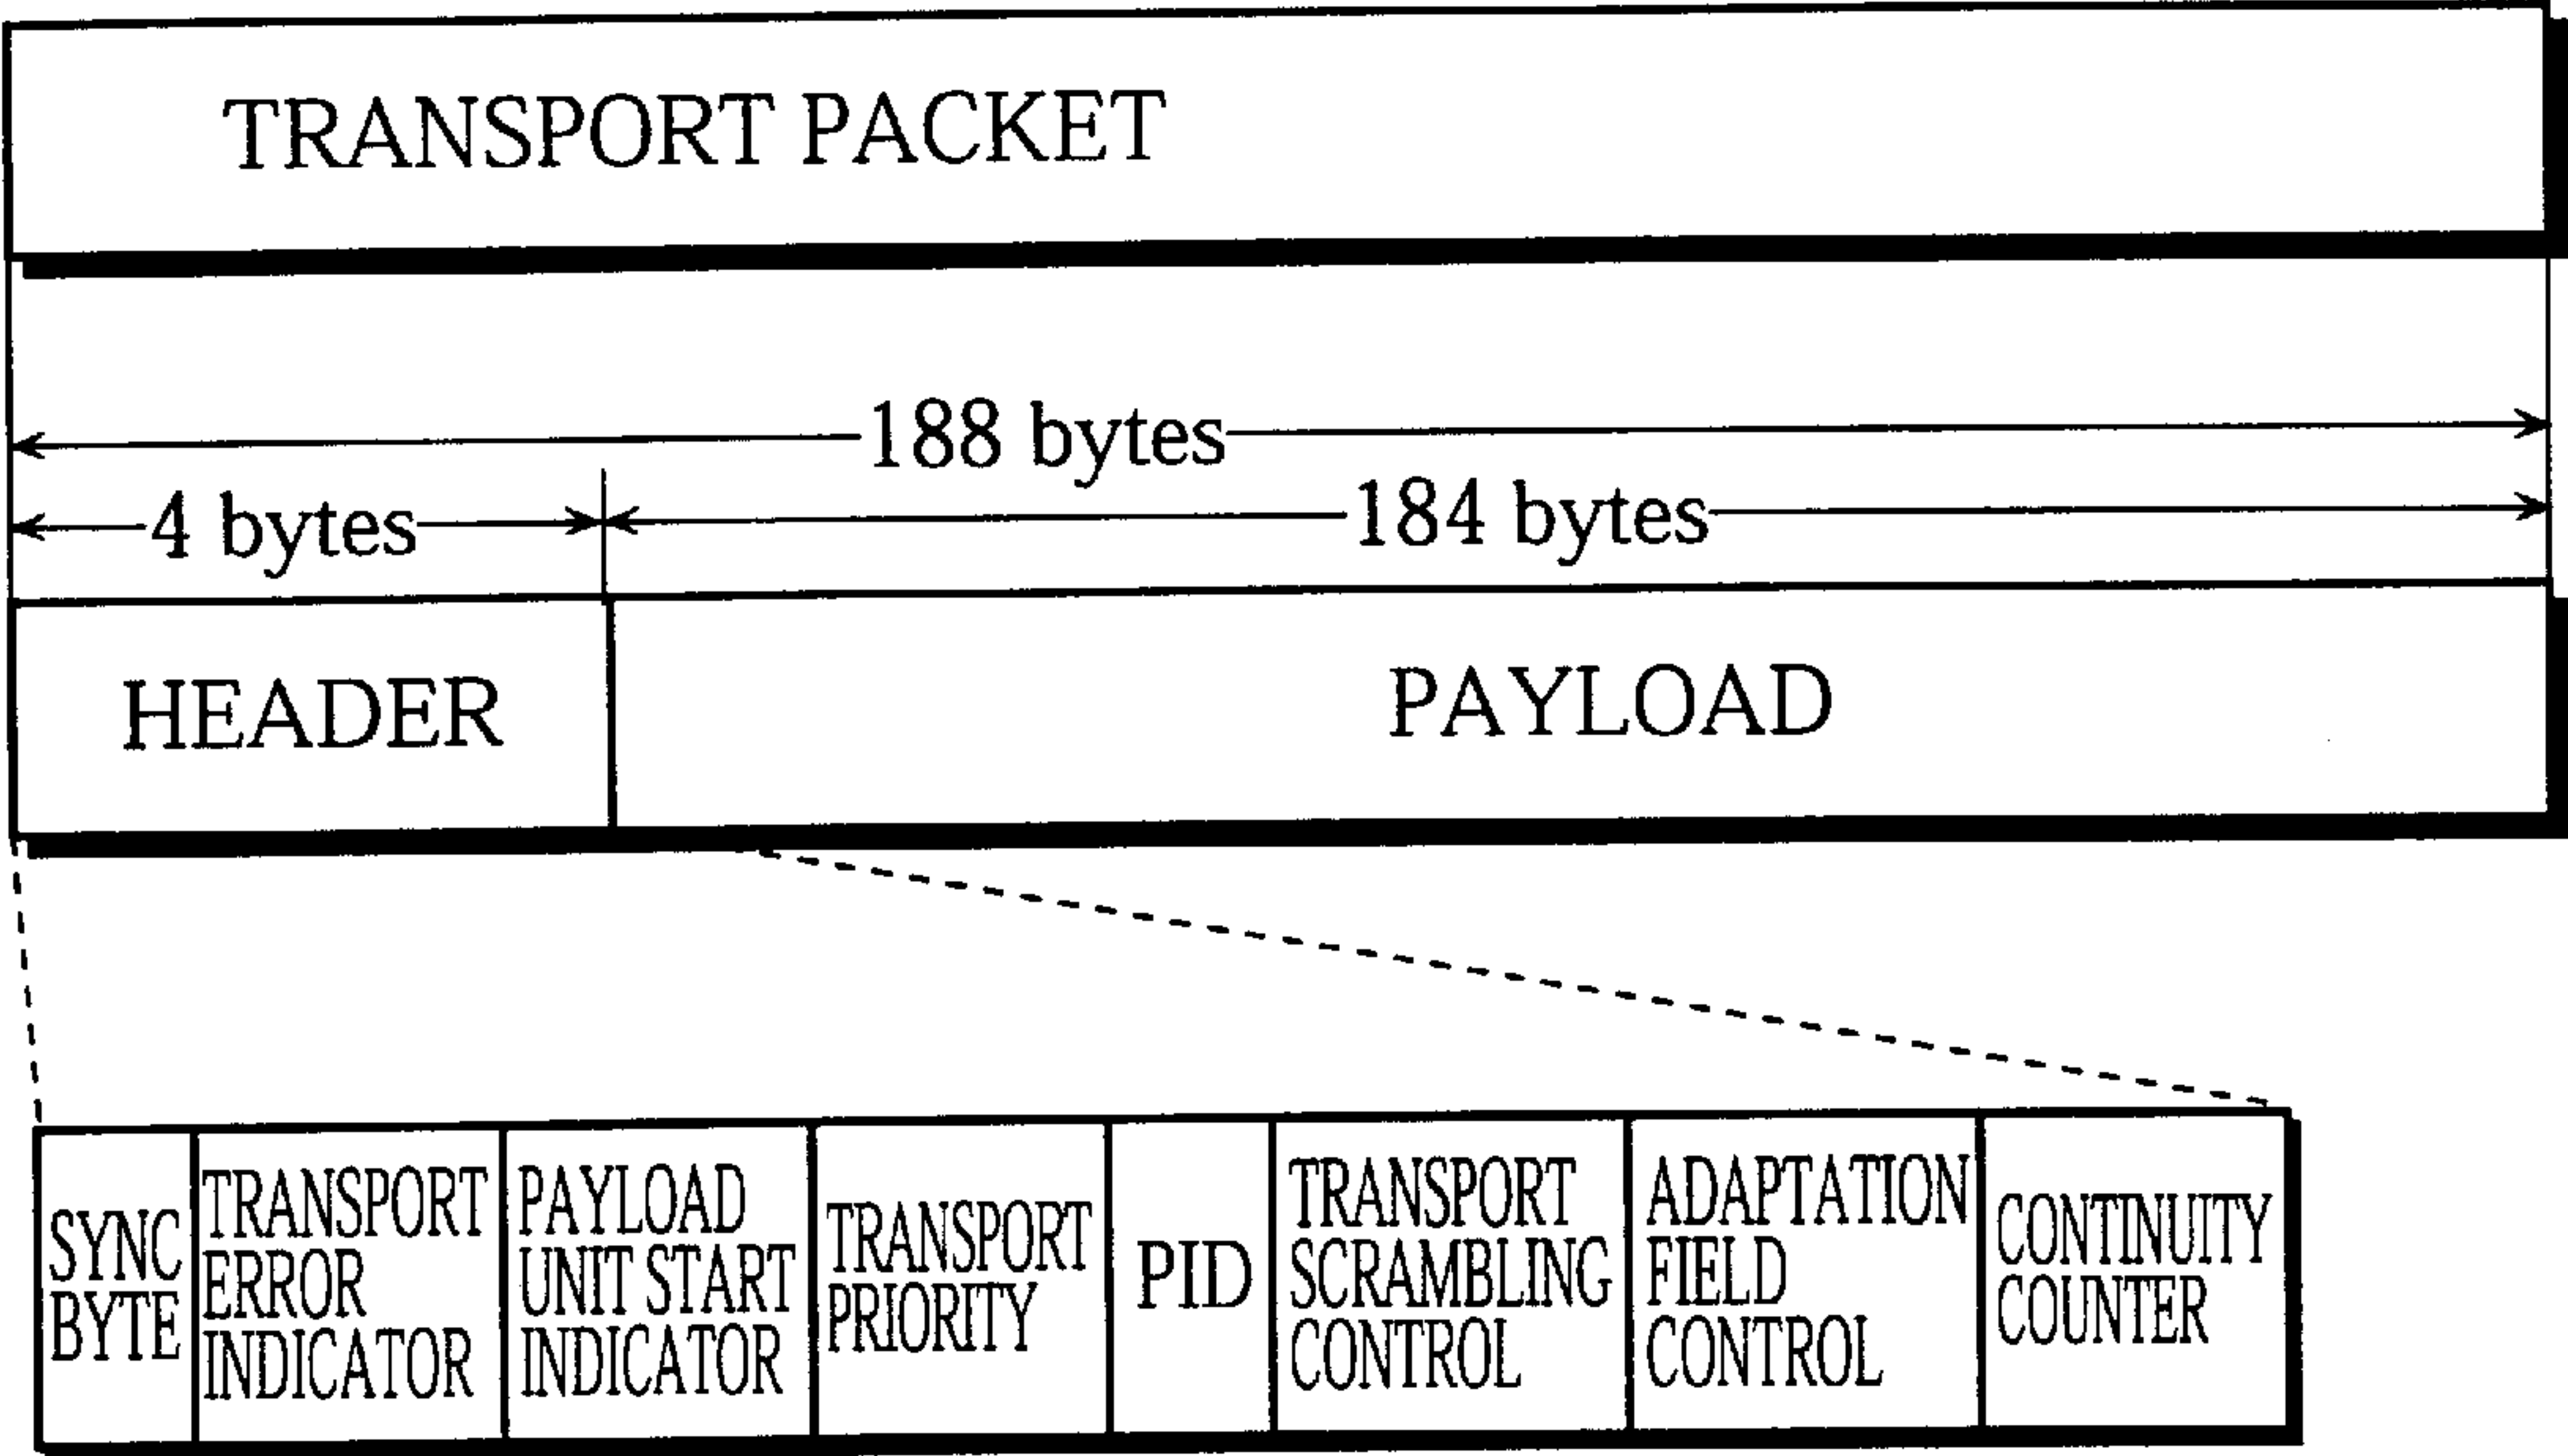 TRANSPORT PACKET
188 bytes
4 bytes
184 bytes
HEADER
PAYLOAD
SYNC
BYTE
TRANSPORT
ERROR
INDICATOR
PAYLOAD
UNIT START
INDICATOR
TRANSPORT
PRIORITY
PID
TRANSPORT
SCRAMBLING
CONTROL
ADAPTATION
FIELD
CONTROL
CONTINUITY
COUNTER